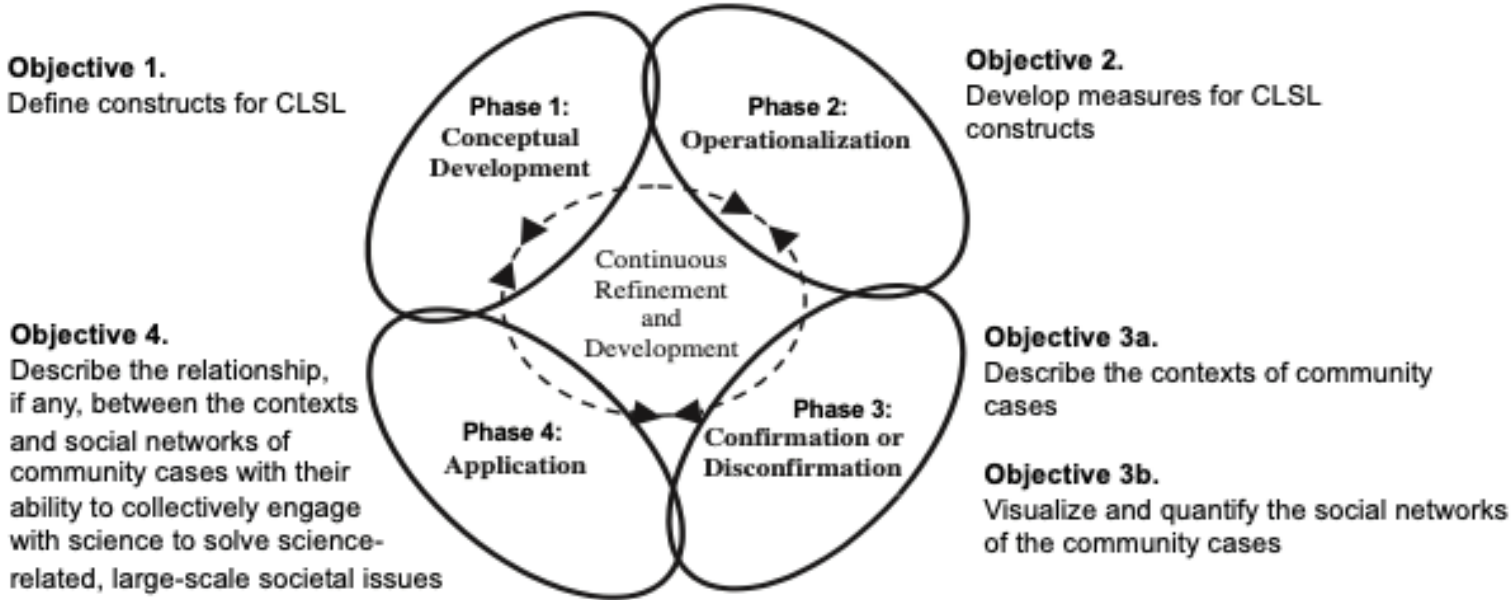 Objective 1.
Define constructs for CLSL
Phase 1:
Conceptual
Development
Phase 2:
Operationalization
Objective 2.
Develop measures for CLSL
constructs
Continuous
Refinement
and
Development
Objective 4.
Describe the relationship,
if any, between the contexts
and social networks of
community cases with their
ability to collectively engage
with science to solve science-
related, large-scale societal issues
Phase 4:
Application
Phase 3:
Confirmation or
Disconfirmation
Objective 3a.
Describe the contexts of community
cases
Objective 3b.
Visualize and quantify the social networks
of the community cases